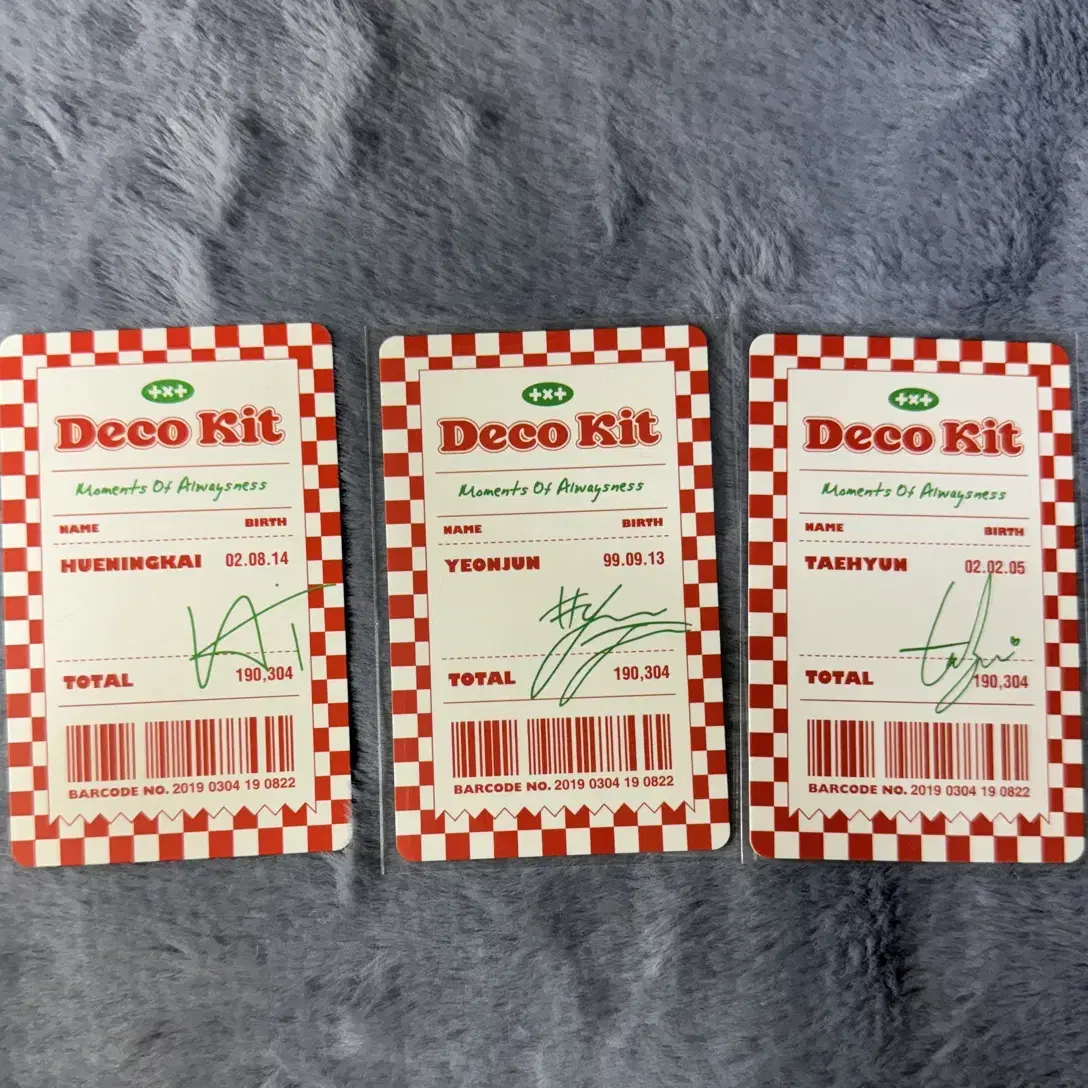 +x+
Deco Kit
Moments Of Alwaysness
NAME BIRTH
HUENINGKAI 02.08.14
KAI
TOTAL 190,304
BARCODE NO. 2019 0304 19 0822
+x+
Deco Kit
Moments Of Alwaysness
NAME BIRTH
YEONJUN 99.09.13
TOTAL 190,304
BARCODE NO. 2019 0304 19 0822
+x+
Deco Kit
Moments Of Alwaysness
NAME BIRTH
TAEHYUN 02.02.05
TOTAL 190,304
BARCODE NO. 2019 0304 19 0822